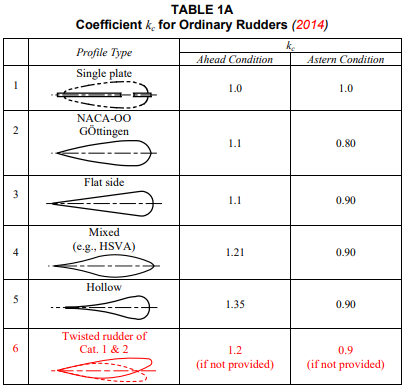 TABLE 1A
Coefficient kc for Ordinary Rudders (2014)
Profile Type
kc
Ahead Condition
Astern Condition
1
Single plate
1.0
1.0
2
NACA-OO
GÖttingen
1.1
0.80
3
Flat side
1.1
0.90
4
Mixed
(e.g., HSVA)
1.21
0.90
5
Hollow
1.35
0.90
6
Twisted rudder of
Cat. 1 & 2
1.2
(if not provided)
0.9
(if not provided)